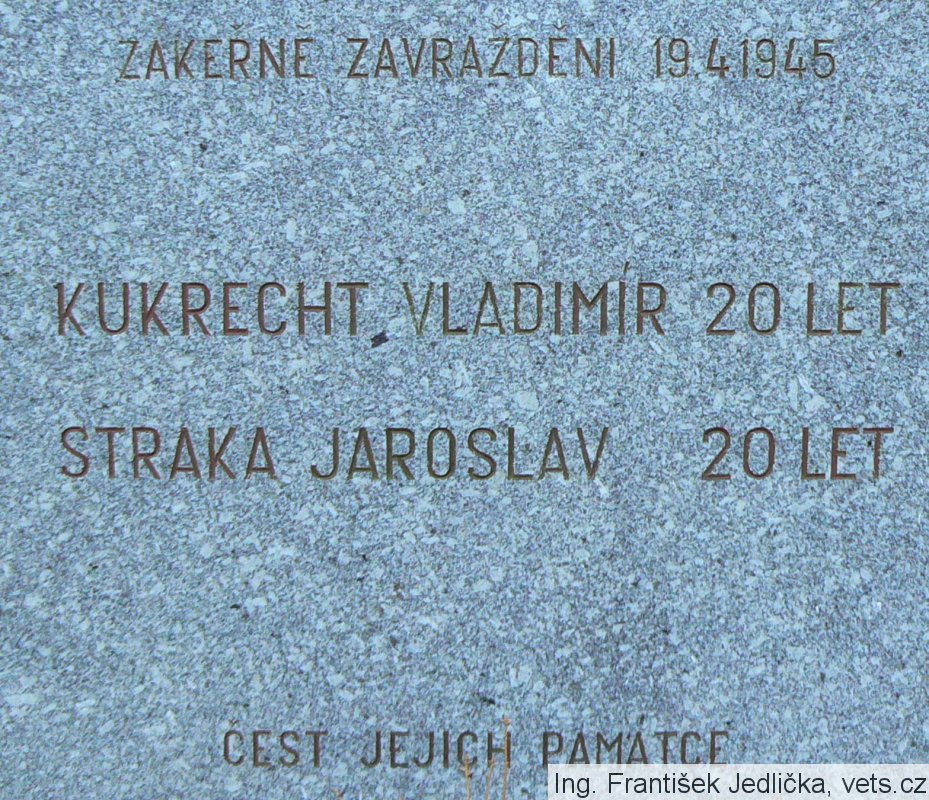 ZÁKEŘNĚ ZAVRAŽDĚNI 19.4.1945
KUKRECHT VLADIMÍR 20 LET
STRAKA JAROSLAV 20 LET
ČEST JEJICH PAMÁTCE
Ing. František Jedlička, vets.cz